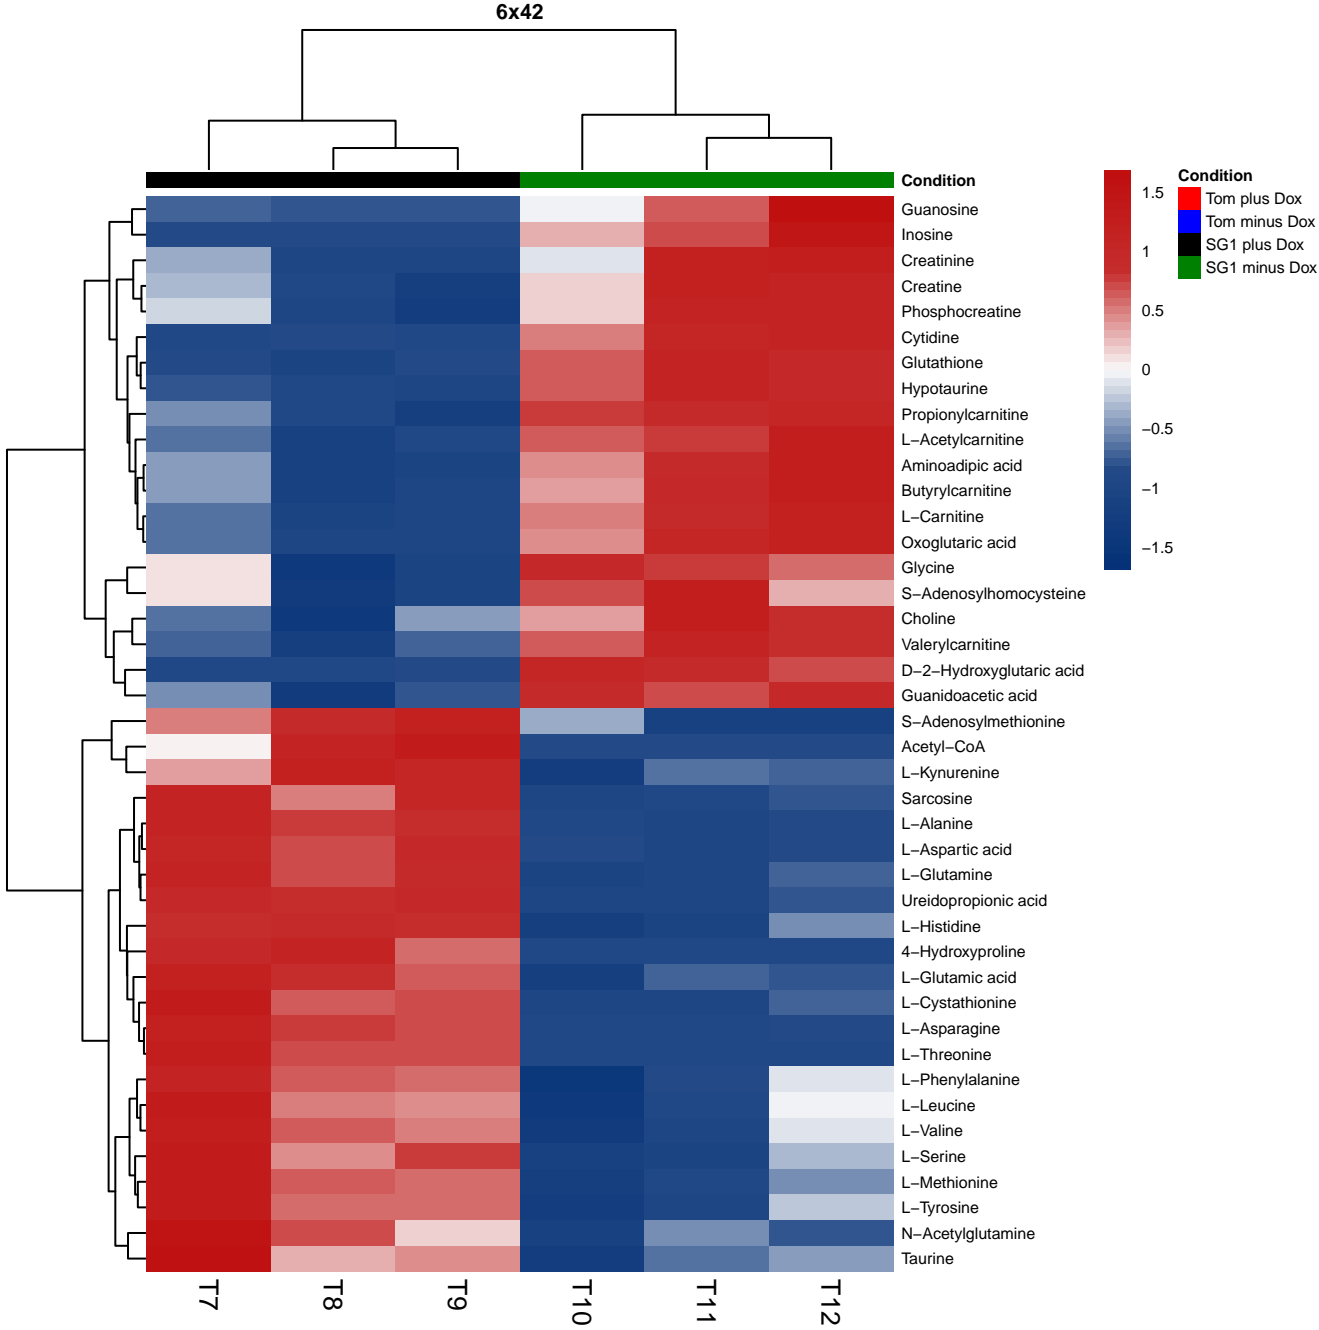 6x42
Condition
Guanosine
Inosine
Creatinine
Creatine
Phosphocreatine
Cytidine
Glutathione
Hypotaurine
Propionylcarnitine
L−Acetylcarnitine
Aminoadipic acid
Butyrylcarnitine
L−Carnitine
Oxoglutaric acid
Glycine
S−Adenosylhomocysteine
Choline
Valerylcarnitine
D−2−Hydroxyglutaric acid
Guanidoacetic acid
S−Adenosylmethionine
Acetyl−CoA
L−Kynurenine
Sarcosine
L−Alanine
L−Aspartic acid
L−Glutamine
Ureidopropionic acid
L−Histidine
4−Hydroxyproline
L−Glutamic acid
L−Cystathionine
L−Asparagine
L−Threonine
L−Phenylalanine
L−Leucine
L−Valine
L−Serine
L−Methionine
L−Tyrosine
N−Acetylglutamine
Taurine
1.5
1
0.5
0
−0.5
−1
−1.5
Condition
Tom plus Dox
Tom minus Dox
SG1 plus Dox
SG1 minus Dox
T7
T8
T9
T10
T11
T12